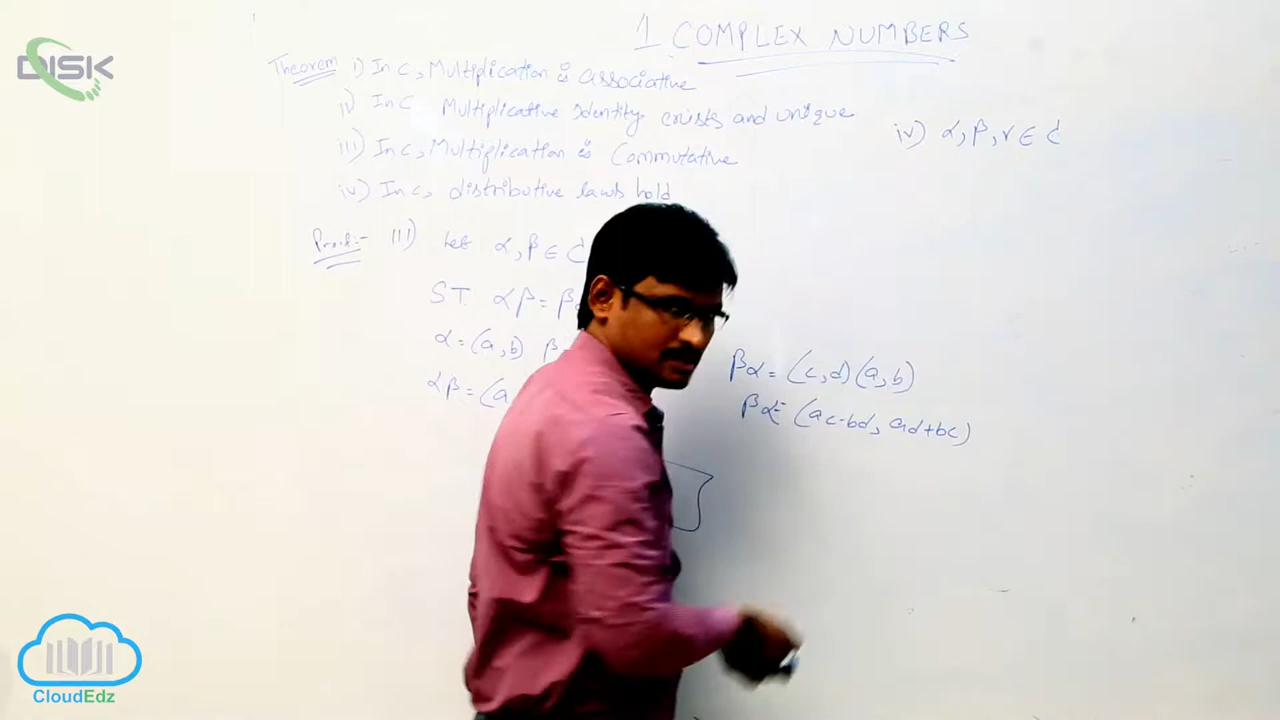 DISK
1 COMPLEX NUMBERS
Theorem i) In C, Multiplication is associative
ii) In C Multiplicative identity exists and unique
iii) In C, Multiplication is Commutative
iv) In C, distributive laws hold
iv) α, β, γ ∈ C
Proof:- iii) Let α, β ∈ C
S.T. αβ = β
α = (a, b) β =
αβ = (a,
βα = (c, d)(a, b)
βα = (ac-bd, ad+bc)
CloudEdz